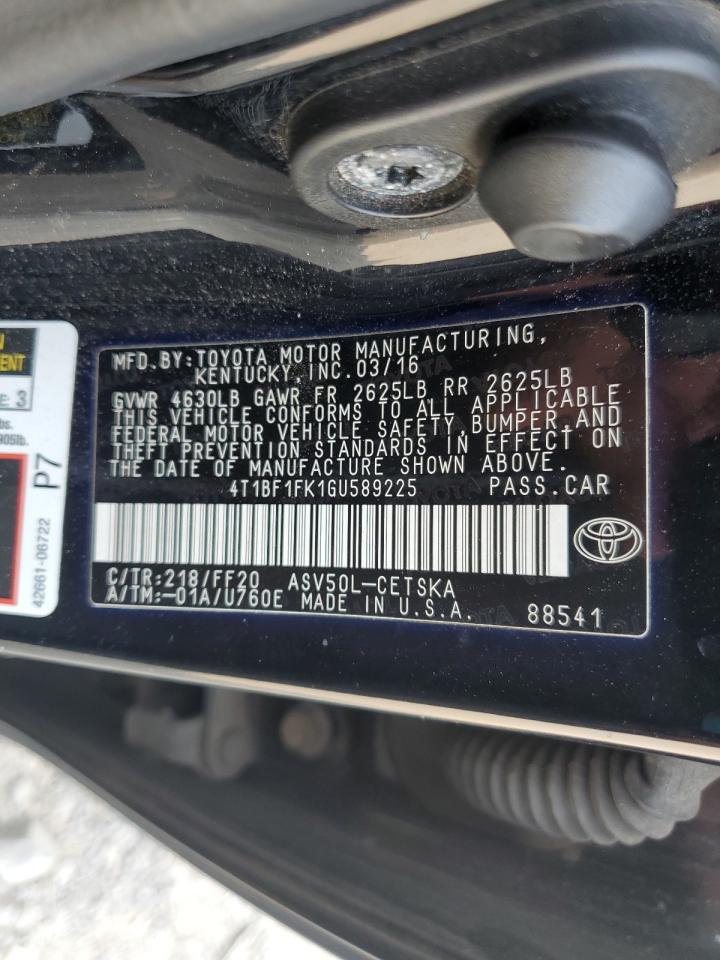 MFD.BY:TOYOTA MOTOR MANUFACTURING,
KENTUCKY,INC.03/16
GVWR 4630LB GAWR FR 2625LB RR 2625LB
THIS VEHICLE CONFORMS TO ALL APPLICABLE
FEDERAL MOTOR VEHICLE SAFETY,BUMPER,AND
THEFT PREVENTION STANDARDS IN EFFECT ON
THE DATE OF MANUFACTURE SHOWN ABOVE.
4T1BF1FK1GU589225 PASS.CAR
C/TR:218/FF20 ASV50L-CETSKA
A/TM:-01A/U760E MADE IN U.S.A. 88541
3
905lb.
P7
42661-06722